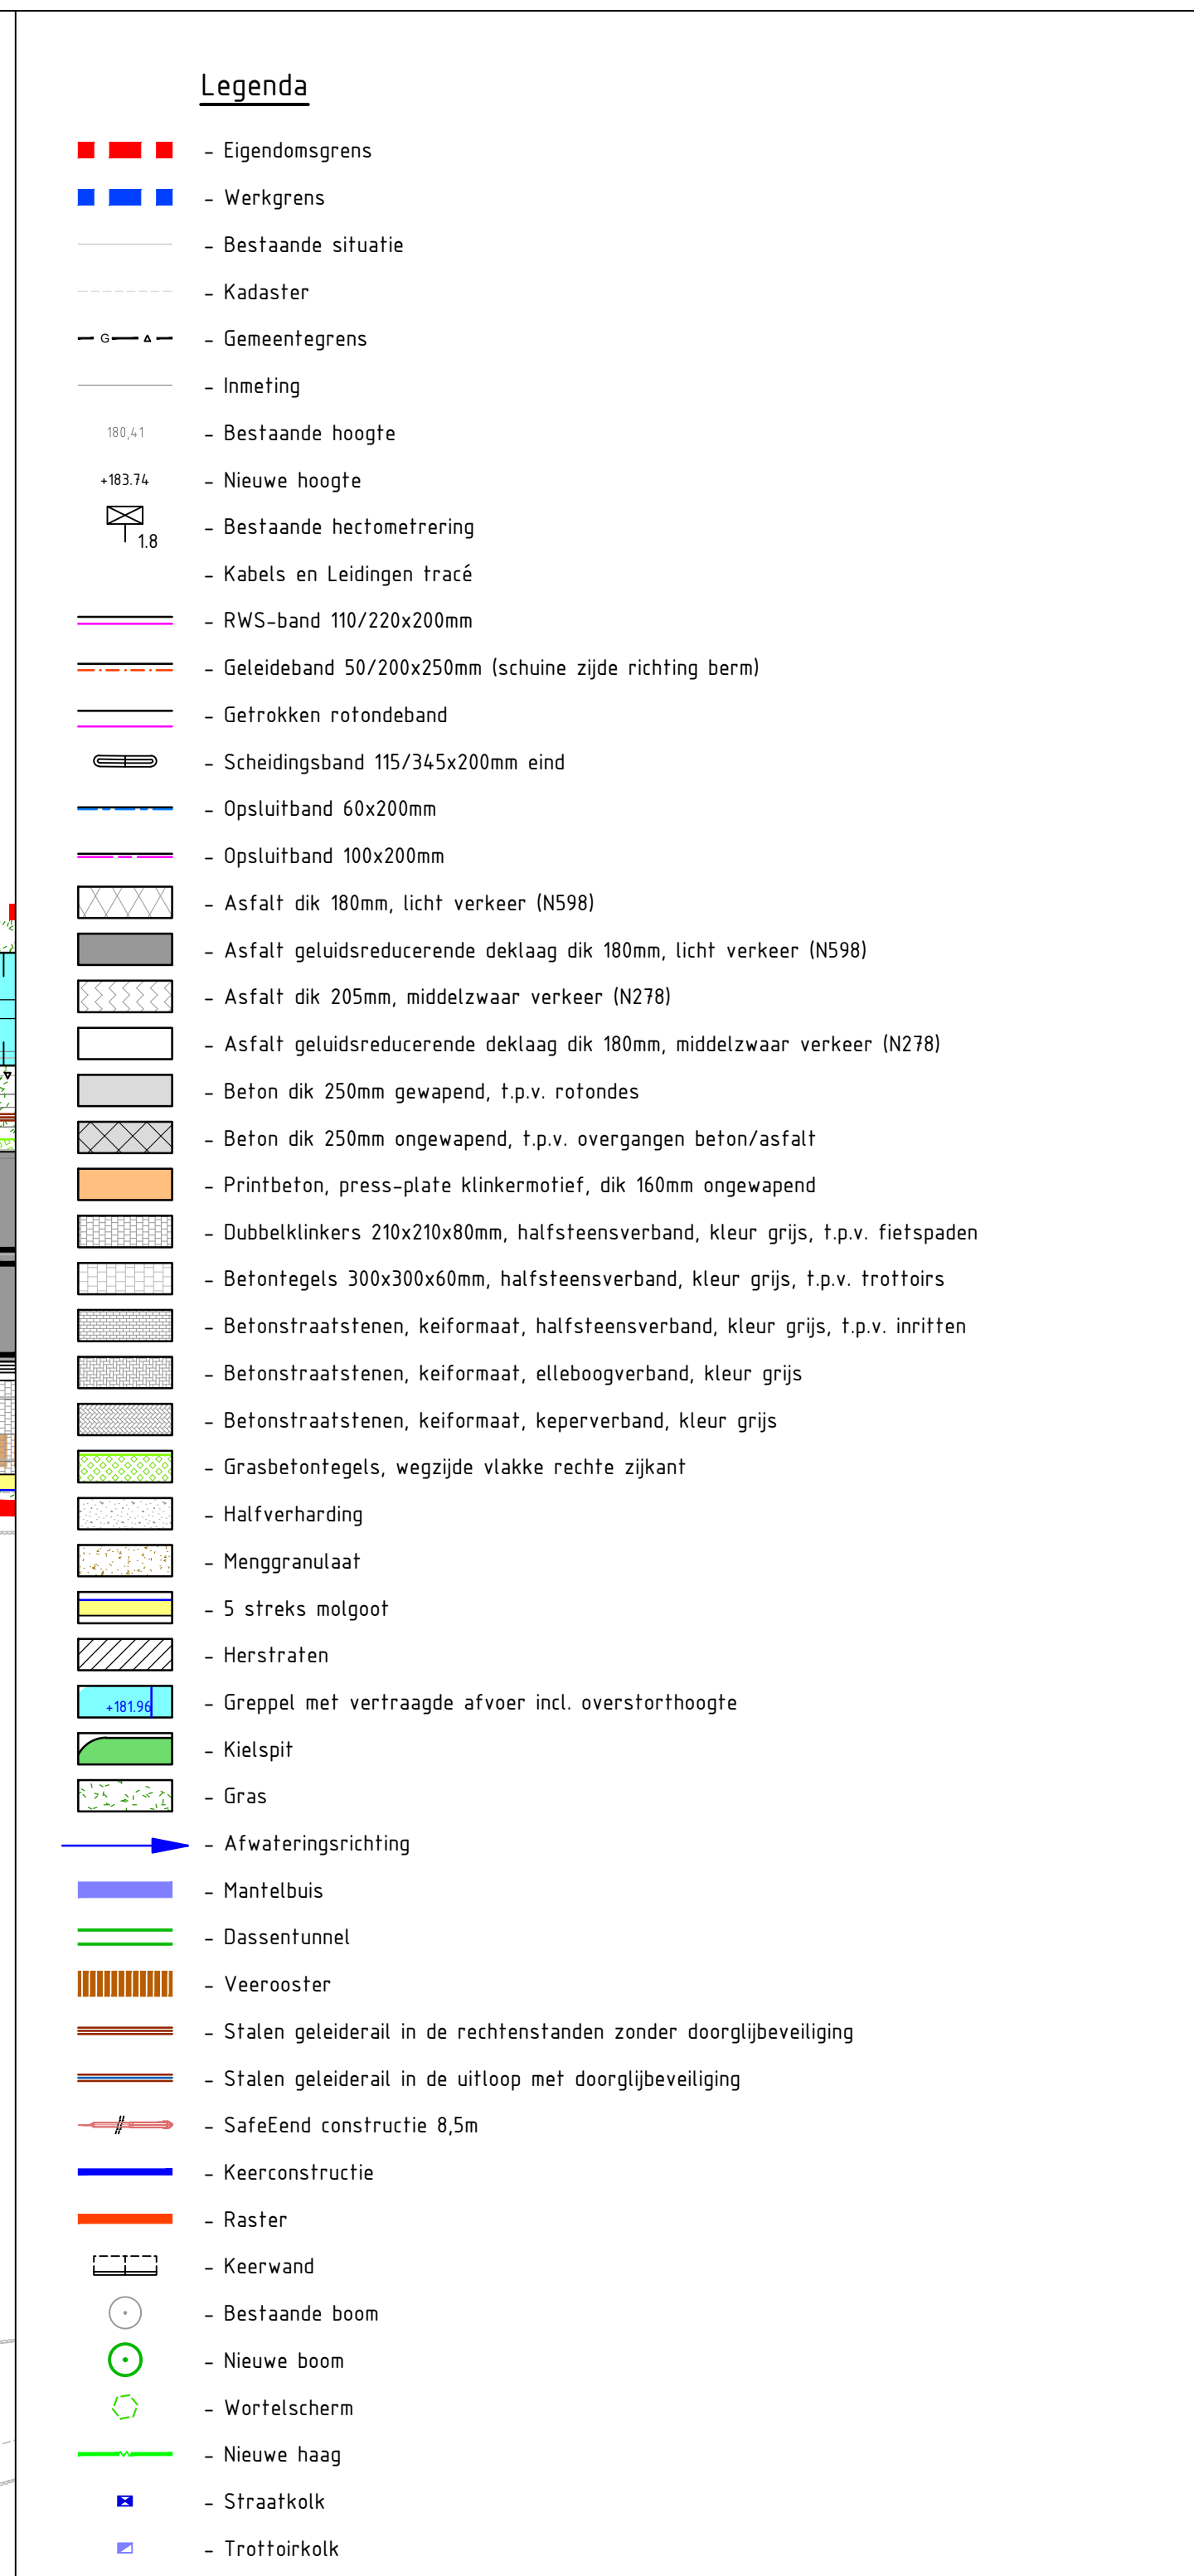 Legenda
- Eigendomsgrens
- Werkgrens
- Bestaande situatie
- Kadaster
G - Gemeentegrens
- Inmeting
180,41 - Bestaande hoogte
+183.74 - Nieuwe hoogte
1.8 - Bestaande hectometrering
- Kabels en Leidingen tracé
- RWS-band 110/220x200mm
- Geleideband 50/200x250mm (schuine zijde richting berm)
- Getrokken rotondeband
- Scheidingsband 115/345x200mm eind
- Opsluitband 60x200mm
- Opsluitband 100x200mm
- Asfalt dik 180mm, licht verkeer (N598)
- Asfalt geluidsreducerende deklaag dik 180mm, licht verkeer (N598)
- Asfalt dik 205mm, middelzwaar verkeer (N278)
- Asfalt geluidsreducerende deklaag dik 180mm, middelzwaar verkeer (N278)
- Beton dik 250mm gewapend, t.p.v. rotondes
- Beton dik 250mm ongewapend, t.p.v. overgangen beton/asfalt
- Printbeton, press-plate klinkermotief, dik 160mm ongewapend
- Dubbelklinkers 210x210x80mm, halfsteensverband, kleur grijs, t.p.v. fietspaden
- Betontegels 300x300x60mm, halfsteensverband, kleur grijs, t.p.v. trottoirs
- Betonstraatstenen, keiformaat, halfsteensverband, kleur grijs, t.p.v. inritten
- Betonstraatstenen, keiformaat, elleboogverband, kleur grijs
- Betonstraatstenen, keiformaat, keperverband, kleur grijs
- Grasbetontegels, wegzijde vlakke rechte zijkant
- Halfverharding
- Menggranulaat
- 5 streks molgoot
- Herstraten
+181.96 - Greppel met vertraagde afvoer incl. overstorthoogte
- Kielspit
- Gras
- Afwateringsrichting
- Mantelbuis
- Dassentunnel
- Veerooster
- Stalen geleiderail in de rechtenstanden zonder doorglijbeveiliging
- Stalen geleiderail in de uitloop met doorglijbeveiliging
- SafeEend constructie 8,5m
- Keerconstructie
- Raster
- Keerwand
- Bestaande boom
- Nieuwe boom
- Wortelscherm
- Nieuwe haag
- Straatkolk
- Trottoirkolk